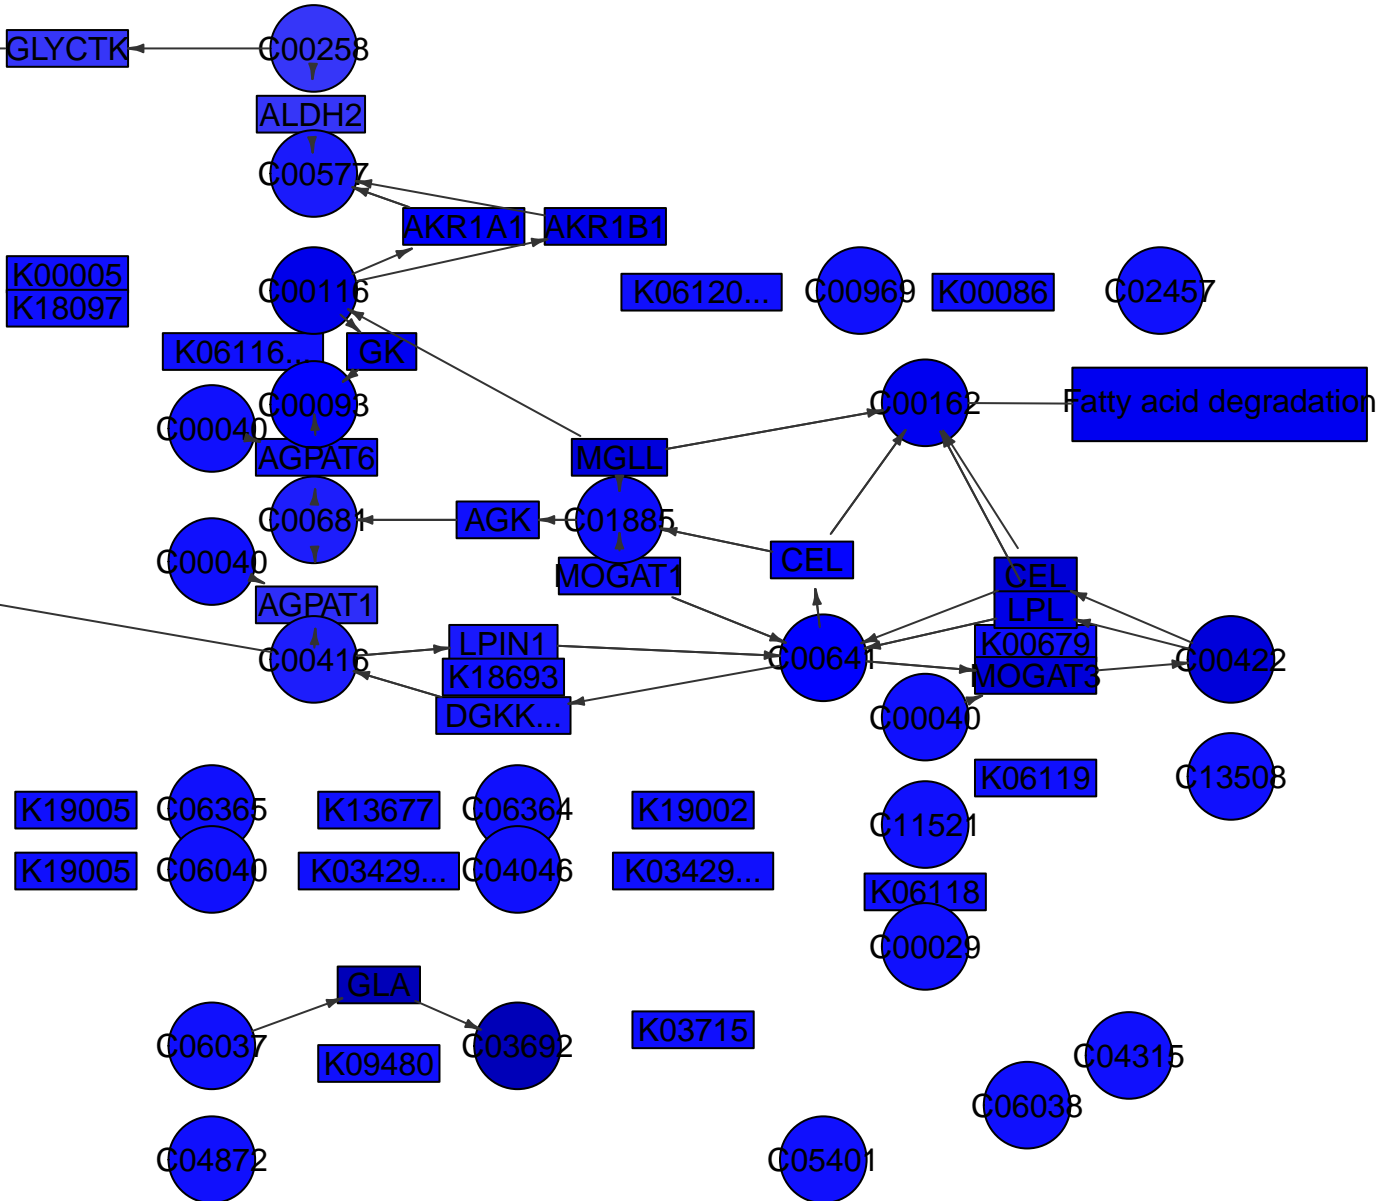 GLYCTK
C00258
ALDH2
C00577
AKR1A1
AKR1B1
K00005
K18097
C00116
K06120...
C00969
K00086
C02457
K06116...
GK
C00093
C00040
C00162
Fatty acid degradation
AGPAT6
MGLL
C00681
AGK
C01885
C00040
MOGAT1
CEL
CEL
AGPAT1
LPL
C00416
LPIN1
K18693
DGKK...
C00641
K00679
MOGAT3
C00422
C00040
K06119
C13508
K19005
C06365
K13677
C06364
K19002
C11521
K19005
C06040
K03429...
C04046
K03429...
K06118
C00029
GLA
C06037
C03692
K09480
K03715
C04315
C06038
C04872
C05401